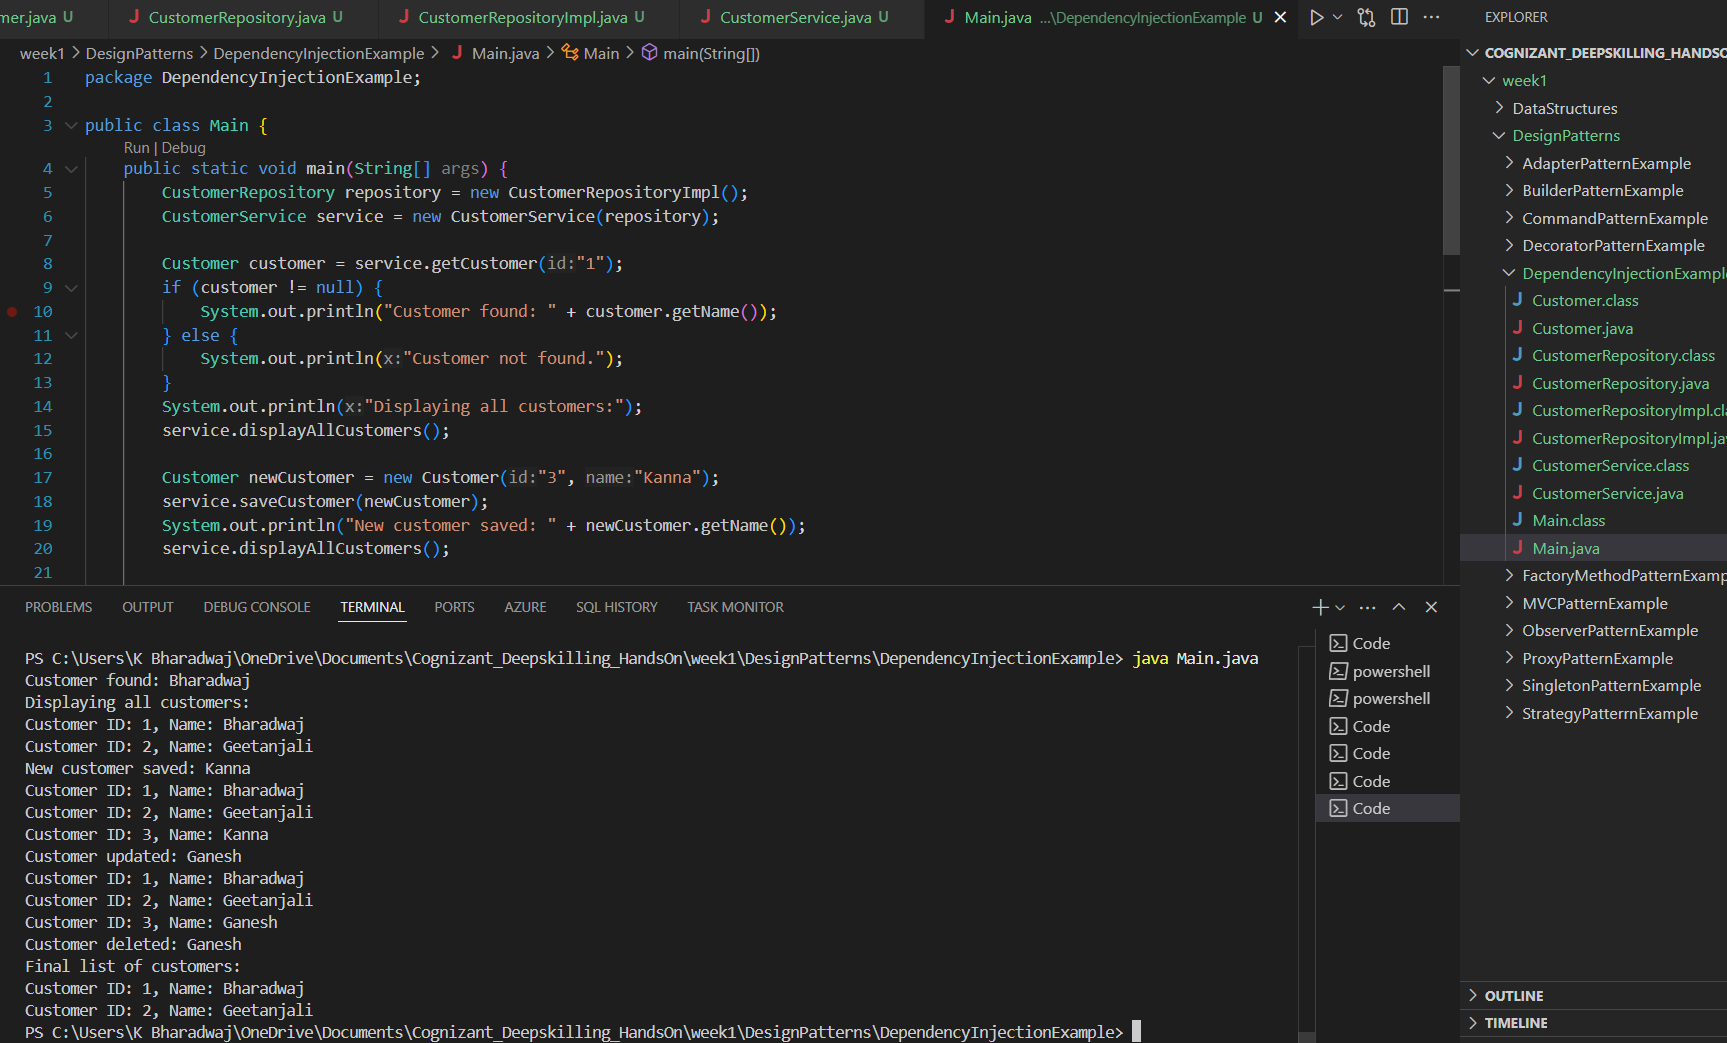 mer.java U CustomerRepository.java U CustomerRepositoryImpl.java U CustomerService.java U Main.java ...\DependencyInjectionExample U
week1 > DesignPatterns > DependencyInjectionExample > Main.java > Main > main(String[])
1 package DependencyInjectionExample;
2
3 public class Main {
Run | Debug
4 public static void main(String[] args) {
5 CustomerRepository repository = new CustomerRepositoryImpl();
6 CustomerService service = new CustomerService(repository);
7
8 Customer customer = service.getCustomer(id:"1");
9 if (customer != null) {
10 System.out.println("Customer found: " + customer.getName());
11 } else {
12 System.out.println(x:"Customer not found.");
13 }
14 System.out.println(x:"Displaying all customers:");
15 service.displayAllCustomers();
16
17 Customer newCustomer = new Customer(id:"3", name:"Kanna");
18 service.saveCustomer(newCustomer);
19 System.out.println("New customer saved: " + newCustomer.getName());
20 service.displayAllCustomers();
21
PROBLEMS OUTPUT DEBUG CONSOLE TERMINAL PORTS AZURE SQL HISTORY TASK MONITOR
PS C:\Users\K Bharadwaj\OneDrive\Documents\Cognizant_Deepskilling_HandsOn\week1\DesignPatterns\DependencyInjectionExample> java Main.java
Customer found: Bharadwaj
Displaying all customers:
Customer ID: 1, Name: Bharadwaj
Customer ID: 2, Name: Geetanjali
New customer saved: Kanna
Customer ID: 1, Name: Bharadwaj
Customer ID: 2, Name: Geetanjali
Customer ID: 3, Name: Kanna
Customer updated: Ganesh
Customer ID: 1, Name: Bharadwaj
Customer ID: 2, Name: Geetanjali
Customer ID: 3, Name: Ganesh
Customer deleted: Ganesh
Final list of customers:
Customer ID: 1, Name: Bharadwaj
Customer ID: 2, Name: Geetanjali
PS C:\Users\K Bharadwaj\OneDrive\Documents\Cognizant_Deepskilling_HandsOn\week1\DesignPatterns\DependencyInjectionExample>
Code
powershell
powershell
Code
Code
Code
Code
EXPLORER
COGNIZANT_DEEPSKILLING_HANDSO
week1
DataStructures
DesignPatterns
AdapterPatternExample
BuilderPatternExample
CommandPatternExample
DecoratorPatternExample
DependencyInjectionExampl
Customer.class
Customer.java
CustomerRepository.class
CustomerRepository.java
CustomerRepositoryImpl.cl
CustomerRepositoryImpl.ja
CustomerService.class
CustomerService.java
Main.class
Main.java
FactoryMethodPatternExamp
MVCPatternExample
ObserverPatternExample
ProxyPatternExample
SingletonPatternExample
StrategyPatterrnExample
OUTLINE
TIMELINE